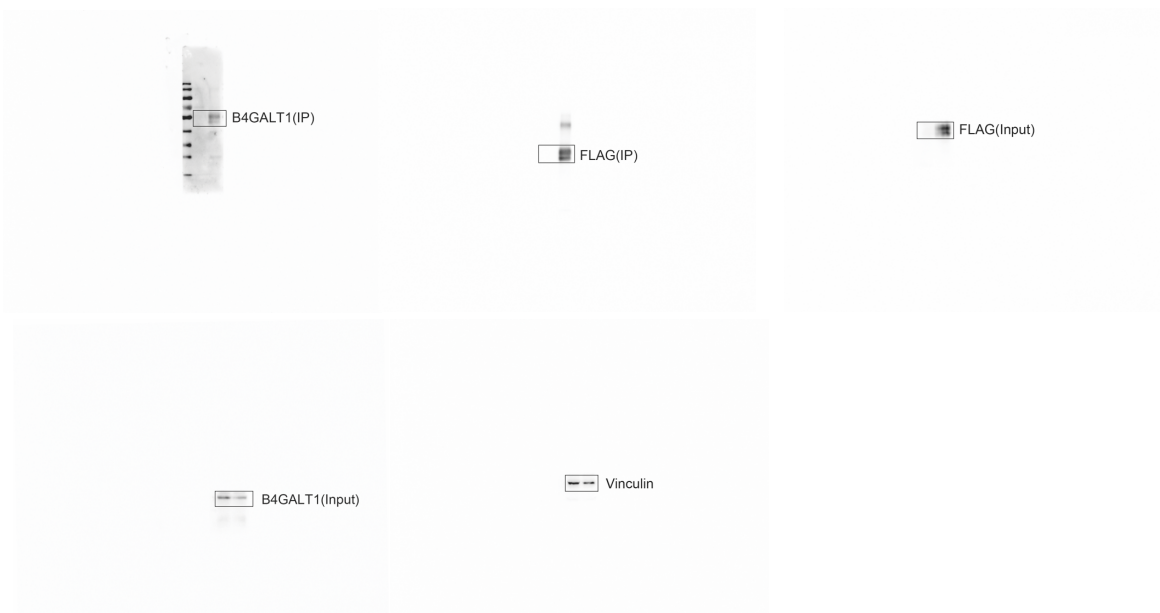 B4GALT1(IP)
FLAG(IP)
FLAG(Input)
B4GALT1(Input)
Vinculin